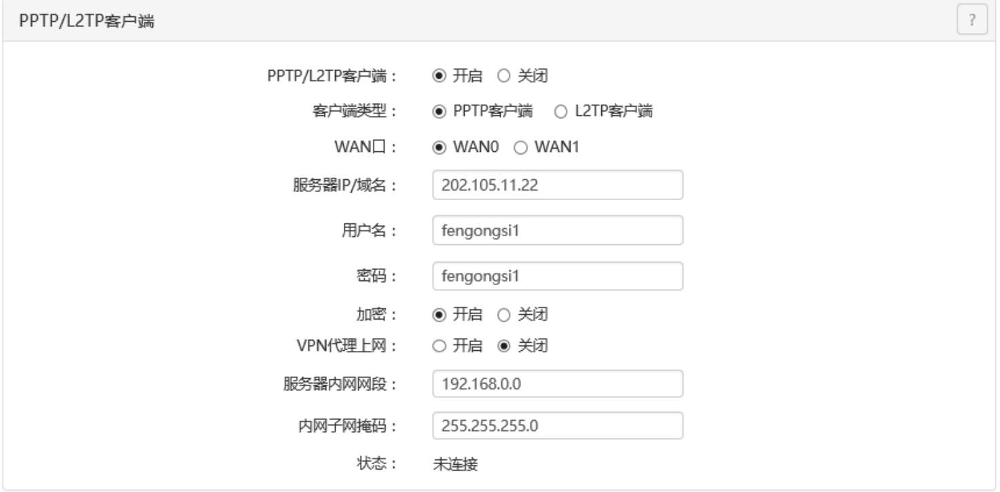 PPTP/L2TP客户端
?
PPTP/L2TP客户端： 开启 关闭
客户端类型： PPTP客户端 L2TP客户端
WAN口： WAN0 WAN1
服务器IP/域名： 202.105.11.22
用户名： fengongsi1
密码： fengongsi1
加密： 开启 关闭
VPN代理上网： 开启 关闭
服务器内网网段： 192.168.0.0
内网子网掩码： 255.255.255.0
状态： 未连接